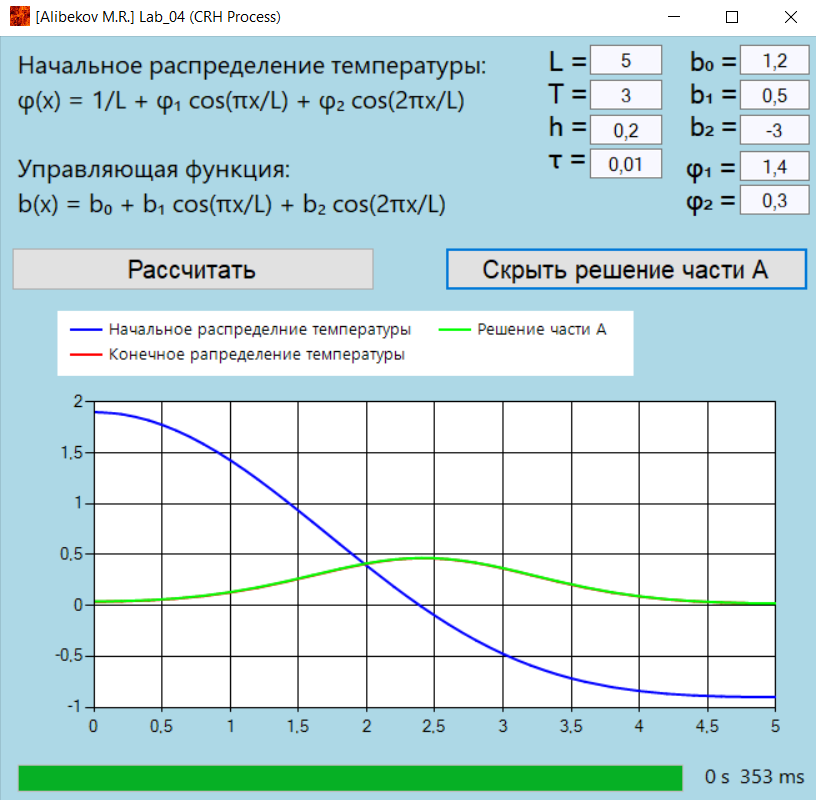 [Alibekov M.R.] Lab_04 (CRH Process)
Начальное распределение температуры:
φ(x) = 1/L + φ₁ cos(πx/L) + φ₂ cos(2πx/L)
Управляющая функция:
b(x) = b₀ + b₁ cos(πx/L) + b₂ cos(2πx/L)
L = 5
T = 3
h = 0,2
τ = 0,01
b₀ = 1,2
b₁ = 0,5
b₂ = -3
φ₁ = 1,4
φ₂ = 0,3
Рассчитать
Скрыть решение части А
Начальное распределние температуры
Решение части А
Конечное рапределение температуры
2
1,5
1
0,5
0
-0,5
-1
0 0,5 1 1,5 2 2,5 3 3,5 4 4,5 5
0 s 353 ms